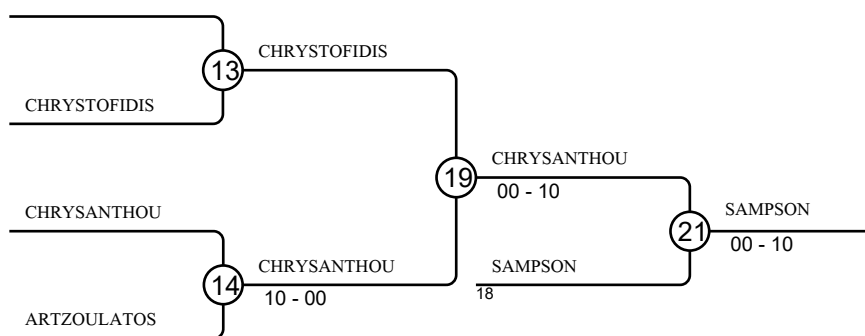 CHRYSTOFIDIS
13
CHRYSTOFIDIS
CHRYSANTHOU
19
00 - 10
CHRYSANTHOU
SAMPSON
21
00 - 10
CHRYSANTHOU
14
10 - 00
SAMPSON
18
ARTZOULATOS